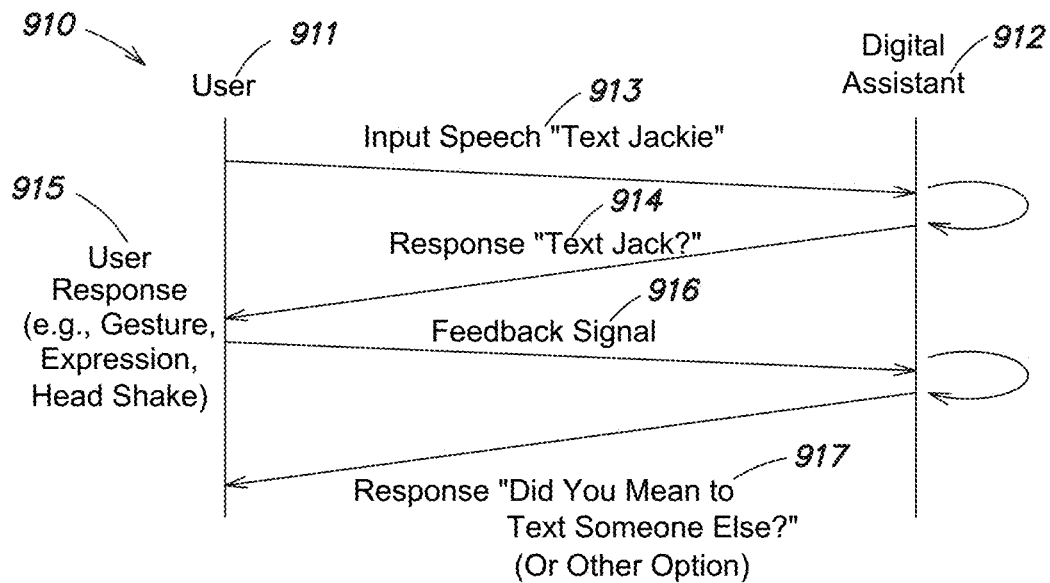 910
911
User
Digital
Assistant
912
913
Input Speech "Text Jackie"
915
914
Response "Text Jack?"
User
Response
(e.g., Gesture,
Expression,
Head Shake)
916
Feedback Signal
917
Response "Did You Mean to
Text Someone Else?"
(Or Other Option)